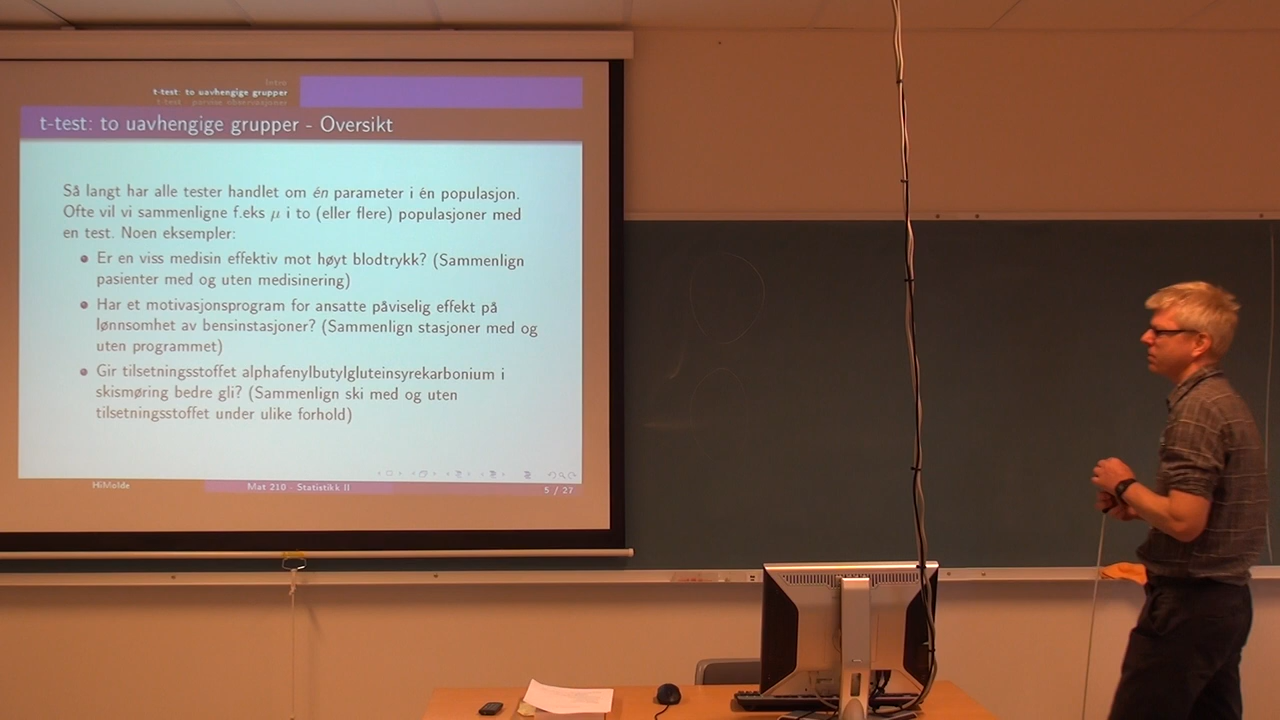 Intro
t-test: to uavhengige grupper
t-test - parvise observasjoner
t-test: to uavhengige grupper - Oversikt
Så langt har alle tester handlet om én parameter i én populasjon.
Ofte vil vi sammenligne f.eks μ i to (eller flere) populasjoner med
en test. Noen eksempler:
Er en viss medisin effektiv mot høyt blodtrykk? (Sammenlign
pasienter med og uten medisinering)
Har et motivasjonsprogram for ansatte påviselig effekt på
lønnsomhet av bensinstasjoner? (Sammenlign stasjoner med og
uten programmet)
Gir tilsetningsstoffet alphafenylbutylgluteinsyrekarbonium i
skismøring bedre gli? (Sammenlign ski med og uten
tilsetningsstoffet under ulike forhold)
HiMolde Mat 210 - Statistikk II 5 / 27